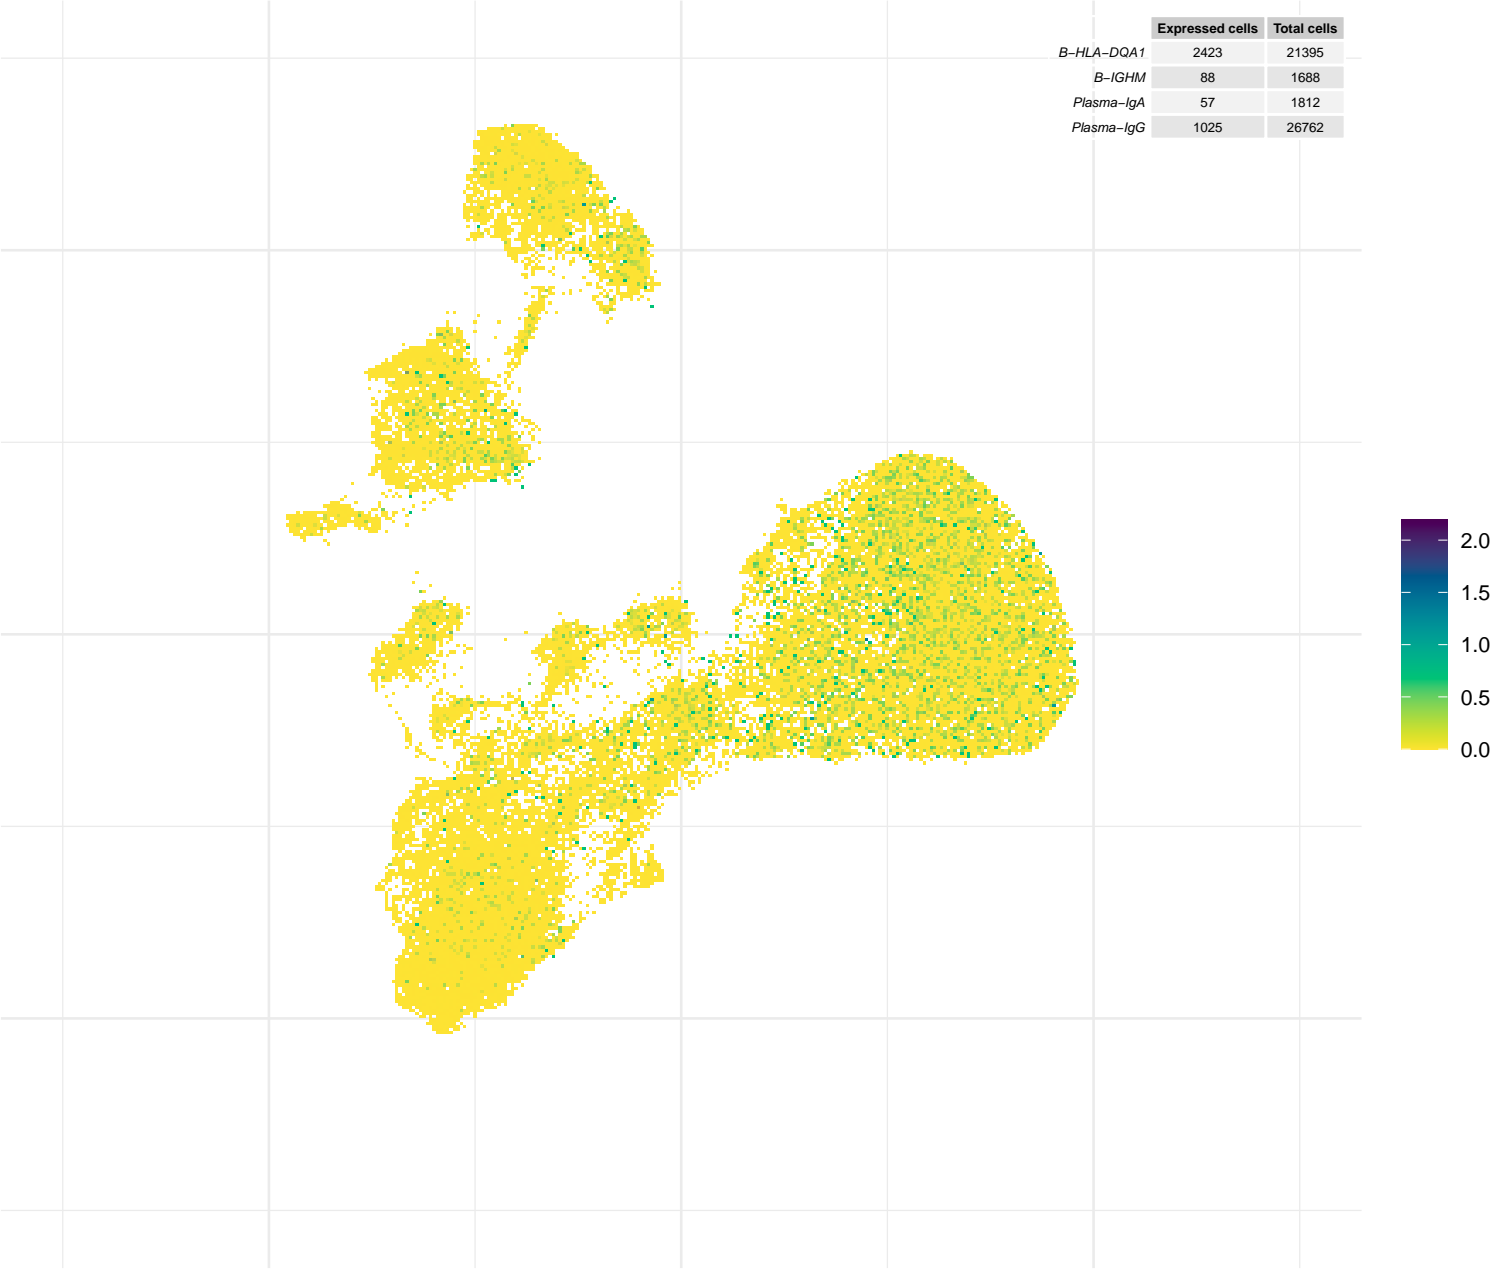 Expressed cells Total cells
B−HLA−DQA1 2423 21395
B−IGHM 88 1688
Plasma−IgA 57 1812
Plasma−IgG 1025 26762
2.0
1.5
1.0
0.5
0.0